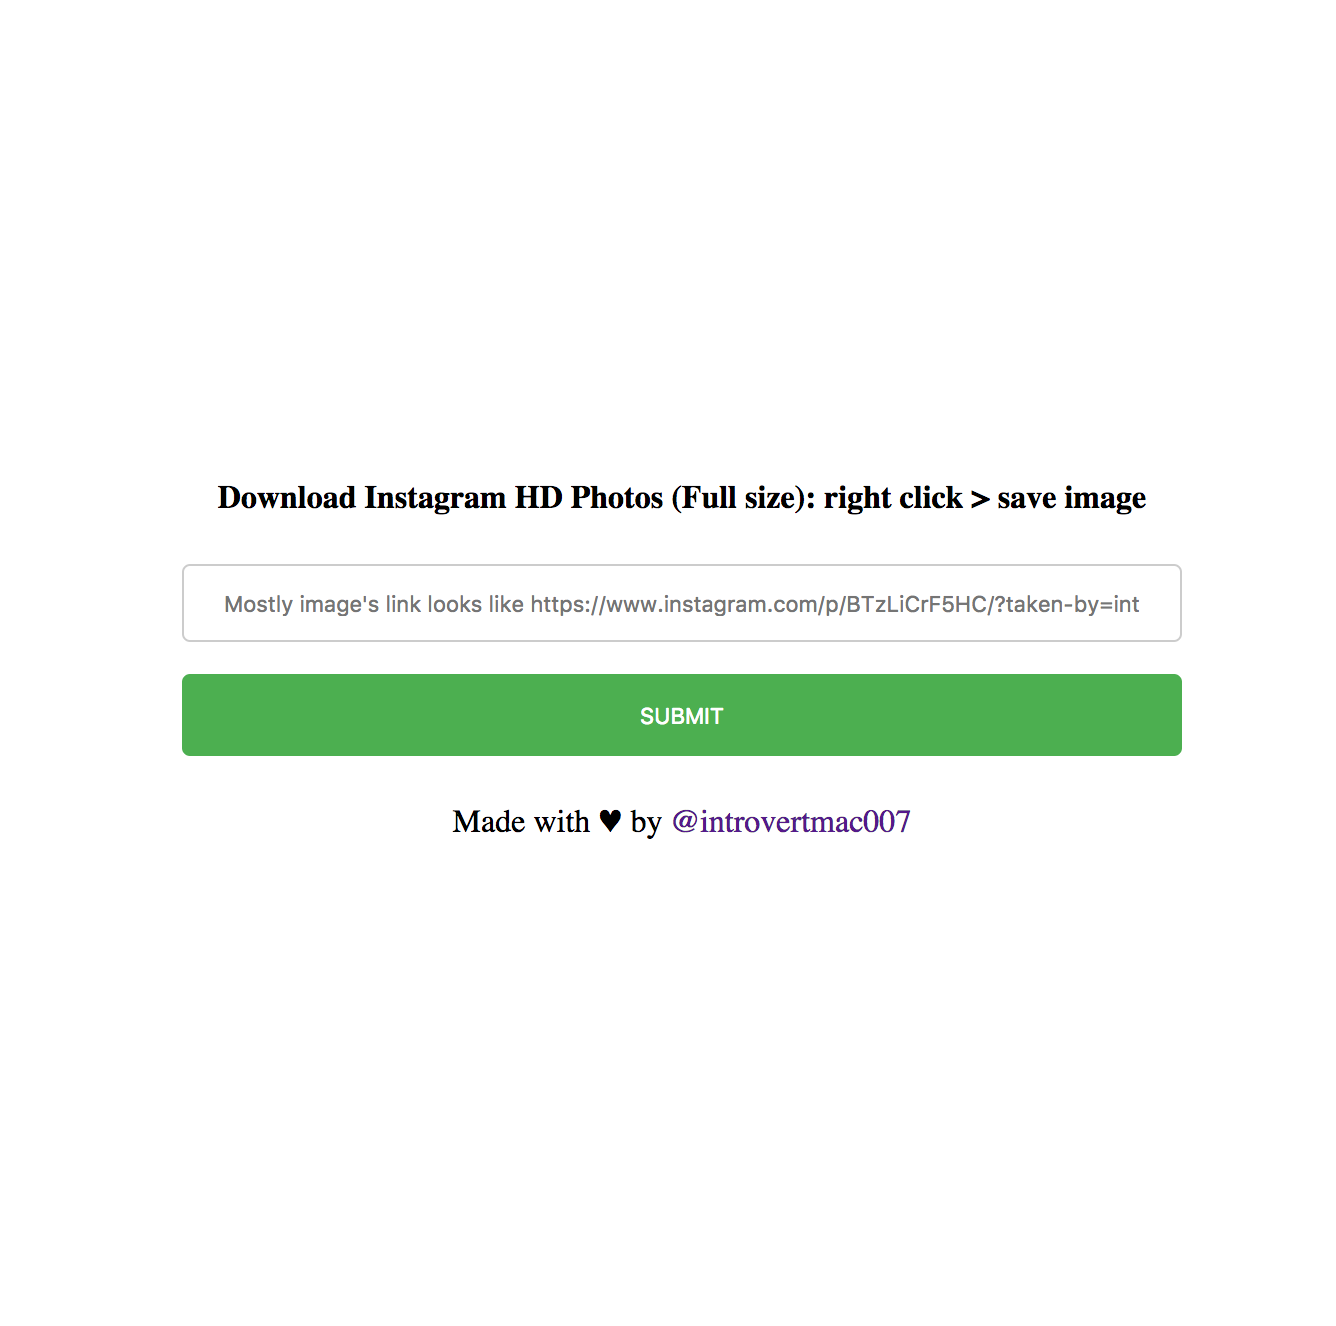 Download Instagram HD Photos (Full size): right click > save image
Mostly image's link looks like https://www.instagram.com/p/BTzLiCrF5HC/?taken-by=int
SUBMIT
Made with ♥ by @introvertmac007